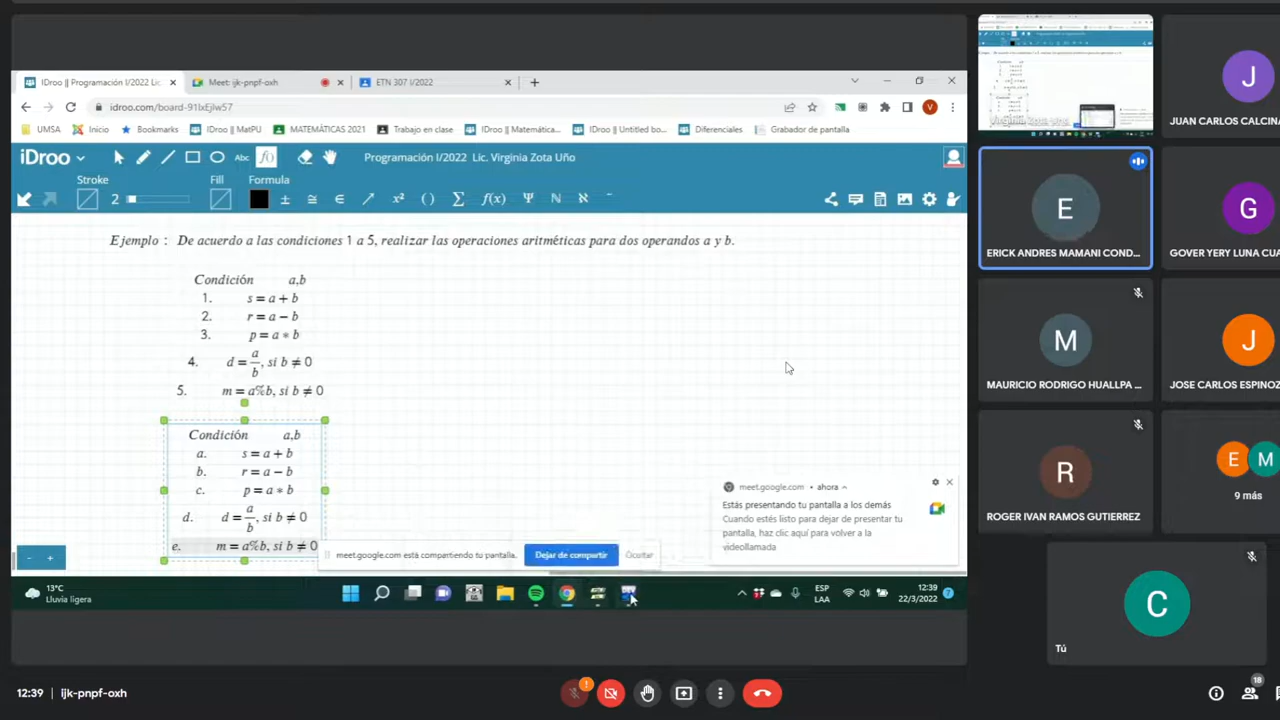 IDroo || Programación I/2022 Lic.
Meet: ijk-pnpf-oxh
ETN 307 I/2022
idroo.com/board-91lxEjlw57
UMSA
Inicio
Bookmarks
IDroo || MatPU
MATEMÁTICAS2021
Trabajo en clase
IDroo || Matemática...
IDroo || Untitled bo...
Diferenciales
Grabador de pantalla
iDroo
Abc
f()
Programación I/2022 Lic. Virginia Zota Uño
Stroke
2
Fill
Formula
± ≅ ∈ x² () ∑ f(x) Ψ ℕ ℵ
Ejemplo : De acuerdo a las condiciones 1 a 5, realizar las operaciones aritméticas para dos operandos a y b.
Condición a,b
1. s = a + b
2. r = a − b
3. p = a ∗ b
4. d = a/b, si b ≠ 0
5. m = a%b, si b ≠ 0
Condición a,b
a. s = a + b
b. r = a − b
c. p = a ∗ b
d. d = a/b, si b ≠ 0
e. m = a%b, si b ≠ 0
meet.google.com • ahora
Estás presentando tu pantalla a los demás
Cuando estés listo para dejar de presentar tu
pantalla, haz clic aquí para volver a la
videollamada
meet.google.com está compartiendo tu pantalla.
Dejar de compartir
Ocultar
13°C
Lluvia ligera
ESP
LAA
12:39
22/3/2022
7
J
JUAN CARLOS CALCINA
E
ERICK ANDRES MAMANI COND...
G
GOVER YERY LUNA CUA
M
MAURICIO RODRIGO HUALLPA ...
J
JOSE CARLOS ESPINOZ
R
ROGER IVAN RAMOS GUTIERREZ
E M
9 más
C
Tú
12:39
ijk-pnpf-oxh
18